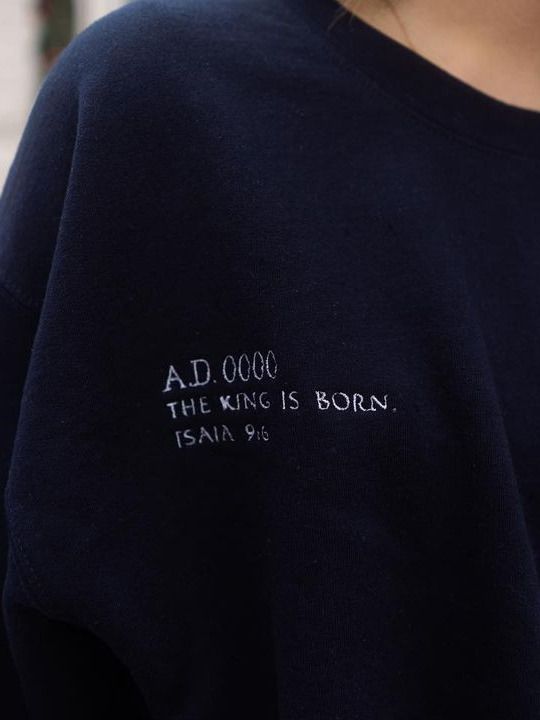 A.D. 0000
THE KING IS BORN.
ISAIA 9:6